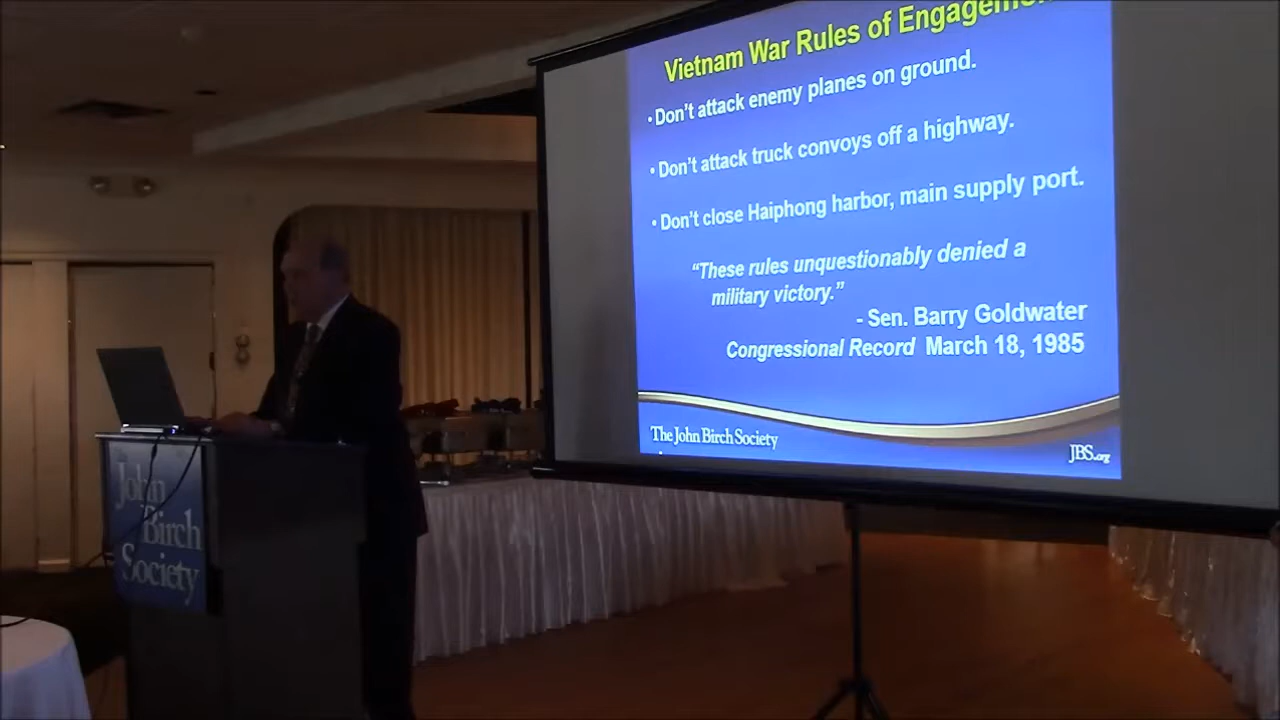 Vietnam War Rules of Engagemen
• Don't attack enemy planes on ground.
• Don't attack truck convoys off a highway.
• Don't close Haiphong harbor, main supply port.
“These rules unquestionably denied a
military victory.”
- Sen. Barry Goldwater
Congressional Record March 18, 1985
The John Birch Society
JBS.org
John
Birch
Society